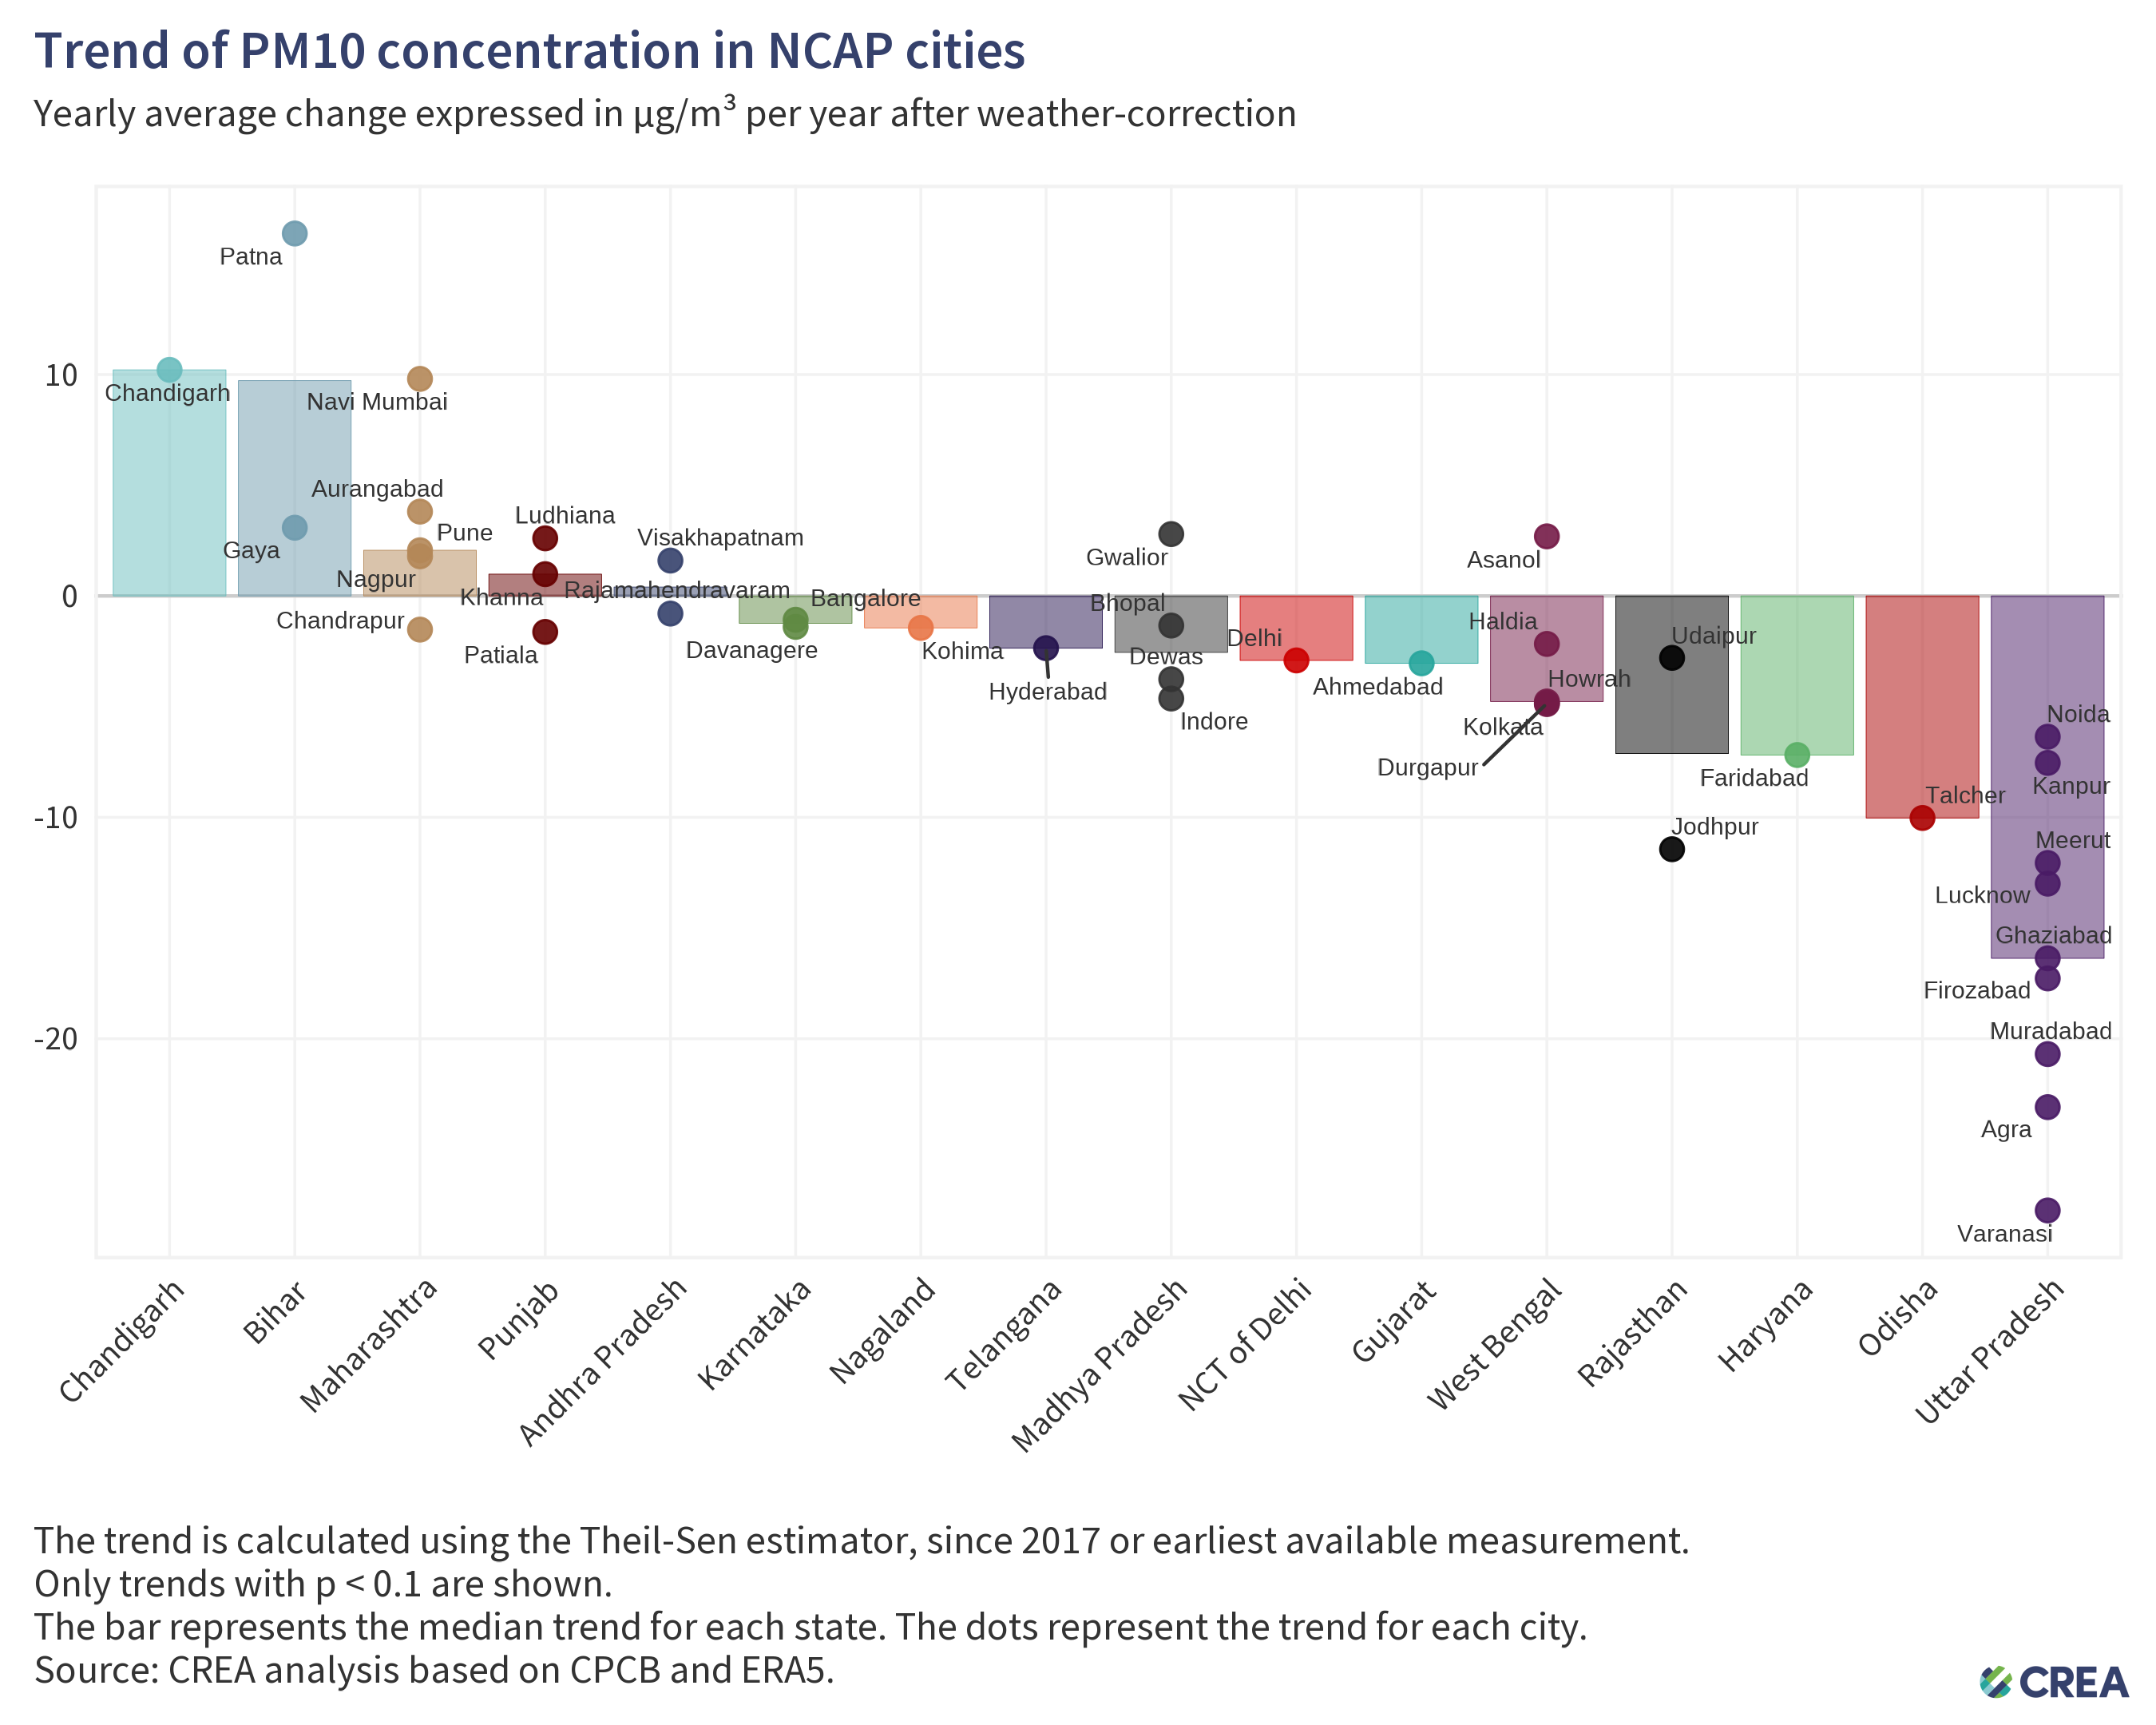 Trend of PM10 concentration in NCAP cities
Yearly average change expressed in µg/m³ per year after weather-correction
Patna
10
Chandigarh
Navi Mumbai
Aurangabad
Ludhiana
Pune
Visakhapatnam
Gaya
Gwalior
Asanol
Nagpur
0
Khanna
Rajamahendravaram
Bangalore
Bhopal
Chandrapur
Haldia
Patiala
Davanagere
Kohima
Dewas
Delhi
Udaipur
Hyderabad
Ahmedabad
Howrah
Indore
Kolkata
Noida
Durgapur
Faridabad
Kanpur
-10
Talcher
Jodhpur
Meerut
Lucknow
Ghaziabad
Firozabad
-20
Muradabad
Agra
Varanasi
Chandigarh
Bihar
Maharashtra
Punjab
Andhra Pradesh
Karnataka
Nagaland
Telangana
Madhya Pradesh
NCT of Delhi
Gujarat
West Bengal
Rajasthan
Haryana
Odisha
Uttar Pradesh
The trend is calculated using the Theil-Sen estimator, since 2017 or earliest available measurement.
Only trends with p < 0.1 are shown.
The bar represents the median trend for each state. The dots represent the trend for each city.
Source: CREA analysis based on CPCB and ERA5.
CREA